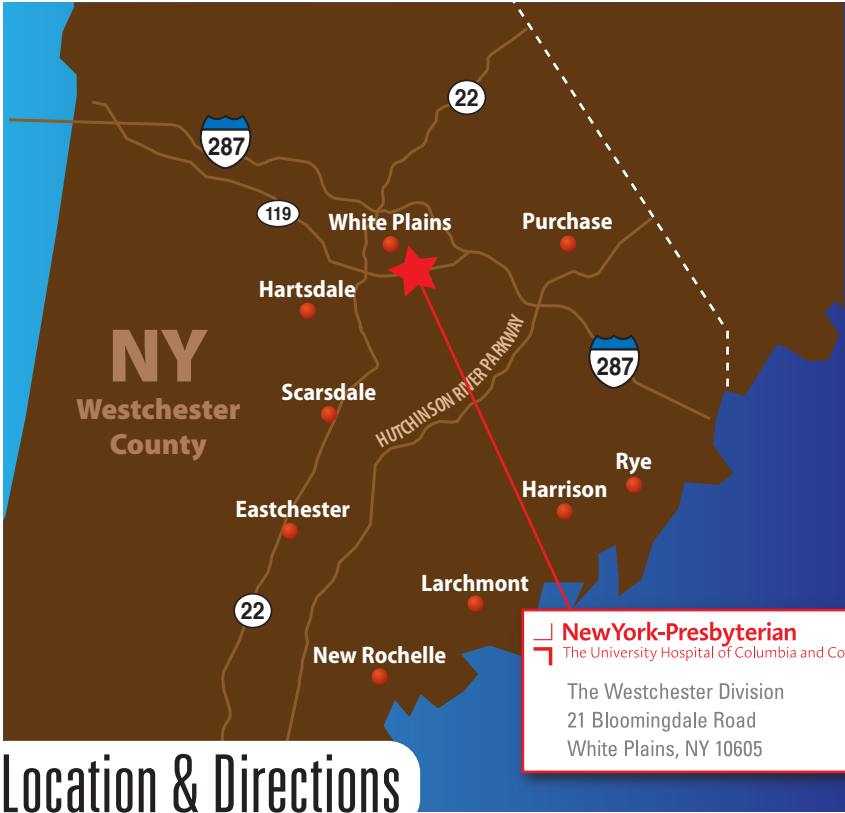 22
287
119
White Plains
Purchase
Hartsdale
NY
Westchester
County
HUTCHINSON RIVER PARKWAY
287
Scarsdale
Rye
Harrison
Eastchester
Larchmont
22
New Rochelle
NewYork-Presbyterian
The University Hospital of Columbia and Co
The Westchester Division
21 Bloomingdale Road
White Plains, NY 10605
Location & Directions